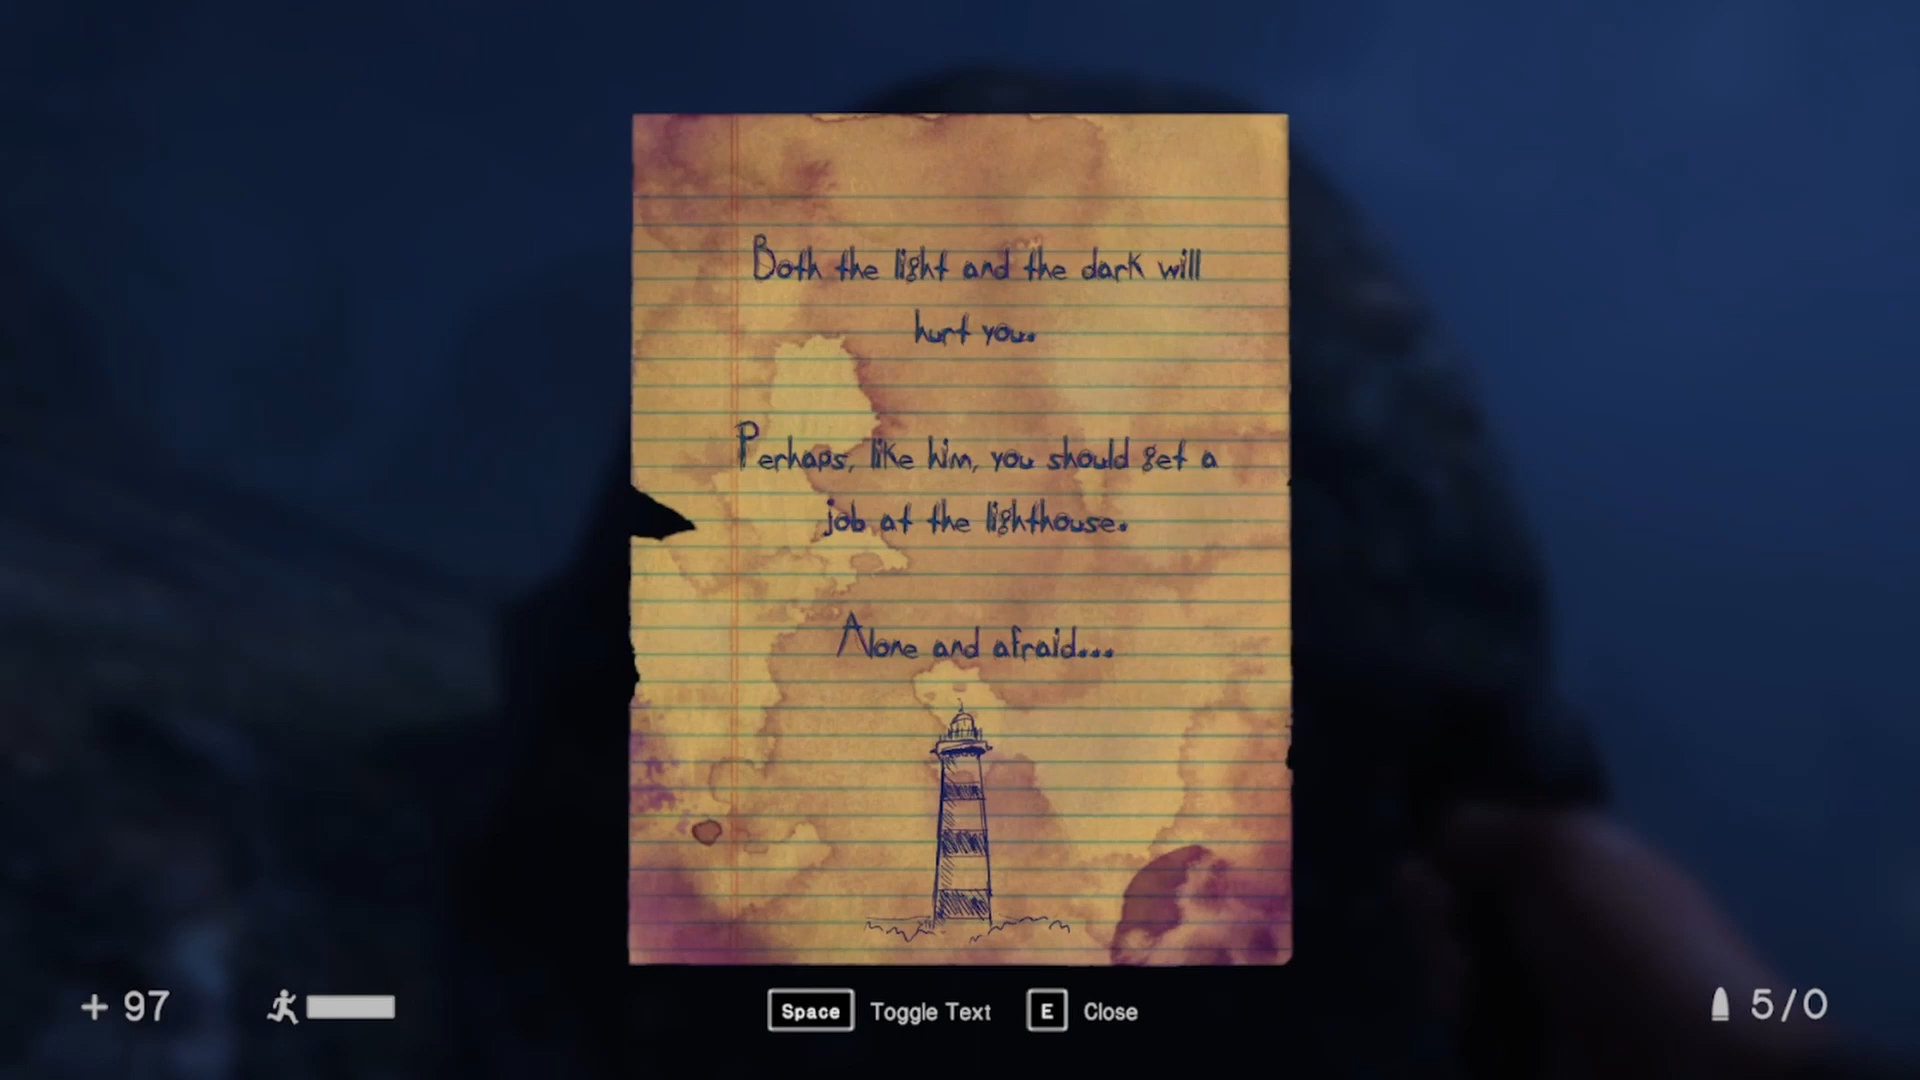 Both the light and the dark will
hurt you.
Perhaps, like him, you should get a
job at the lighthouse.
Alone and afraid...
+ 97
Space Toggle Text E Close
5/0